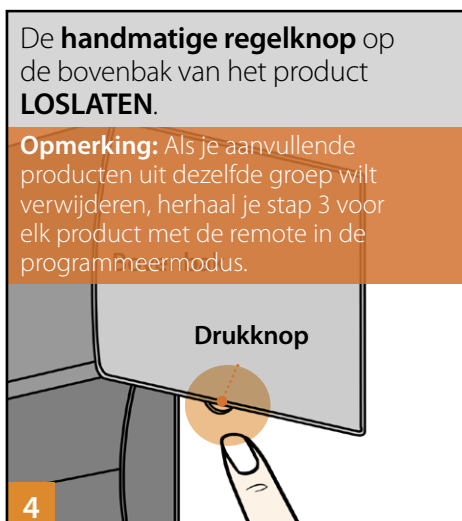 De handmatige regelknop op
de bovenbak van het product
LOSLATEN.
Opmerking: Als je aanvullende
producten uit dezelfde groep wilt
verwijderen, herhaal je stap 3 voor
elk product met de remote in de
programmeermodus.
Drukknop
4